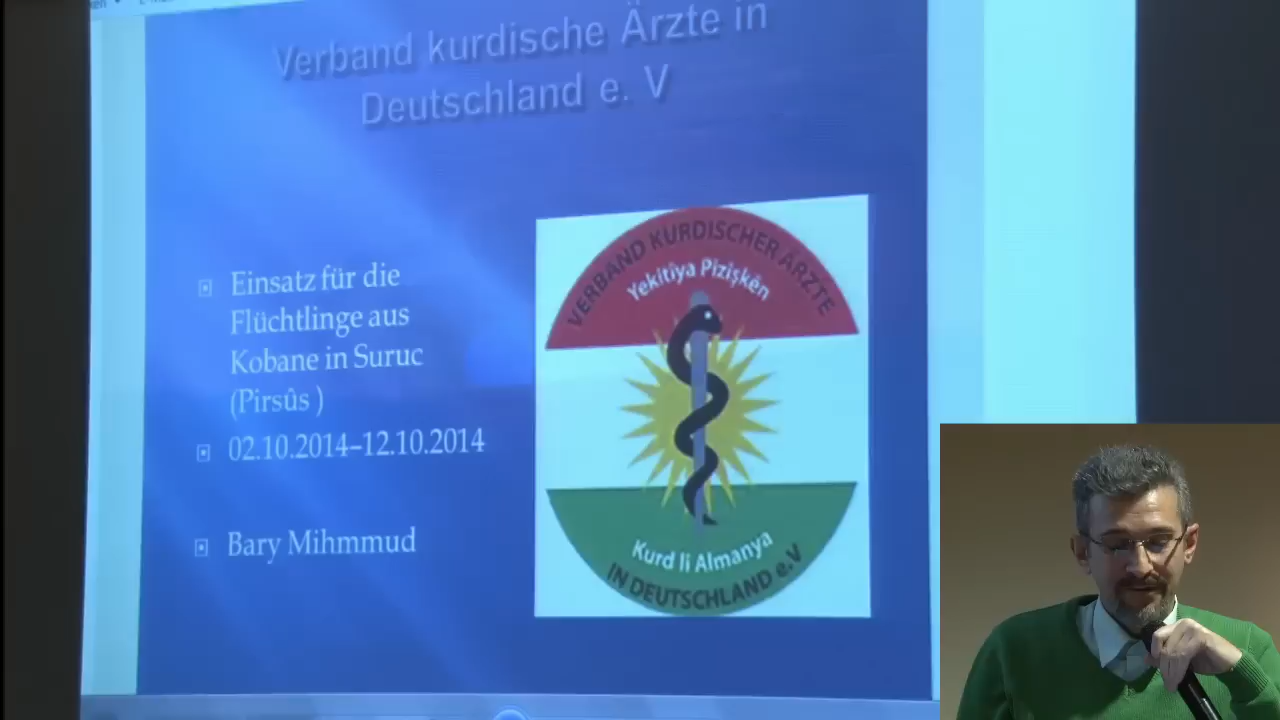 Verband kurdische Ärzte in
Deutschland e. V
Einsatz für die
Flüchtlinge aus
Kobane in Suruc
(Pirsûs )
02.10.2014–12.10.2014
Bary Mihmmud
VERBAND KURDISCHER ÄRZTE
Yekîtîya Pizişkên
Kurd li Almanya
IN DEUTSCHLAND e.V